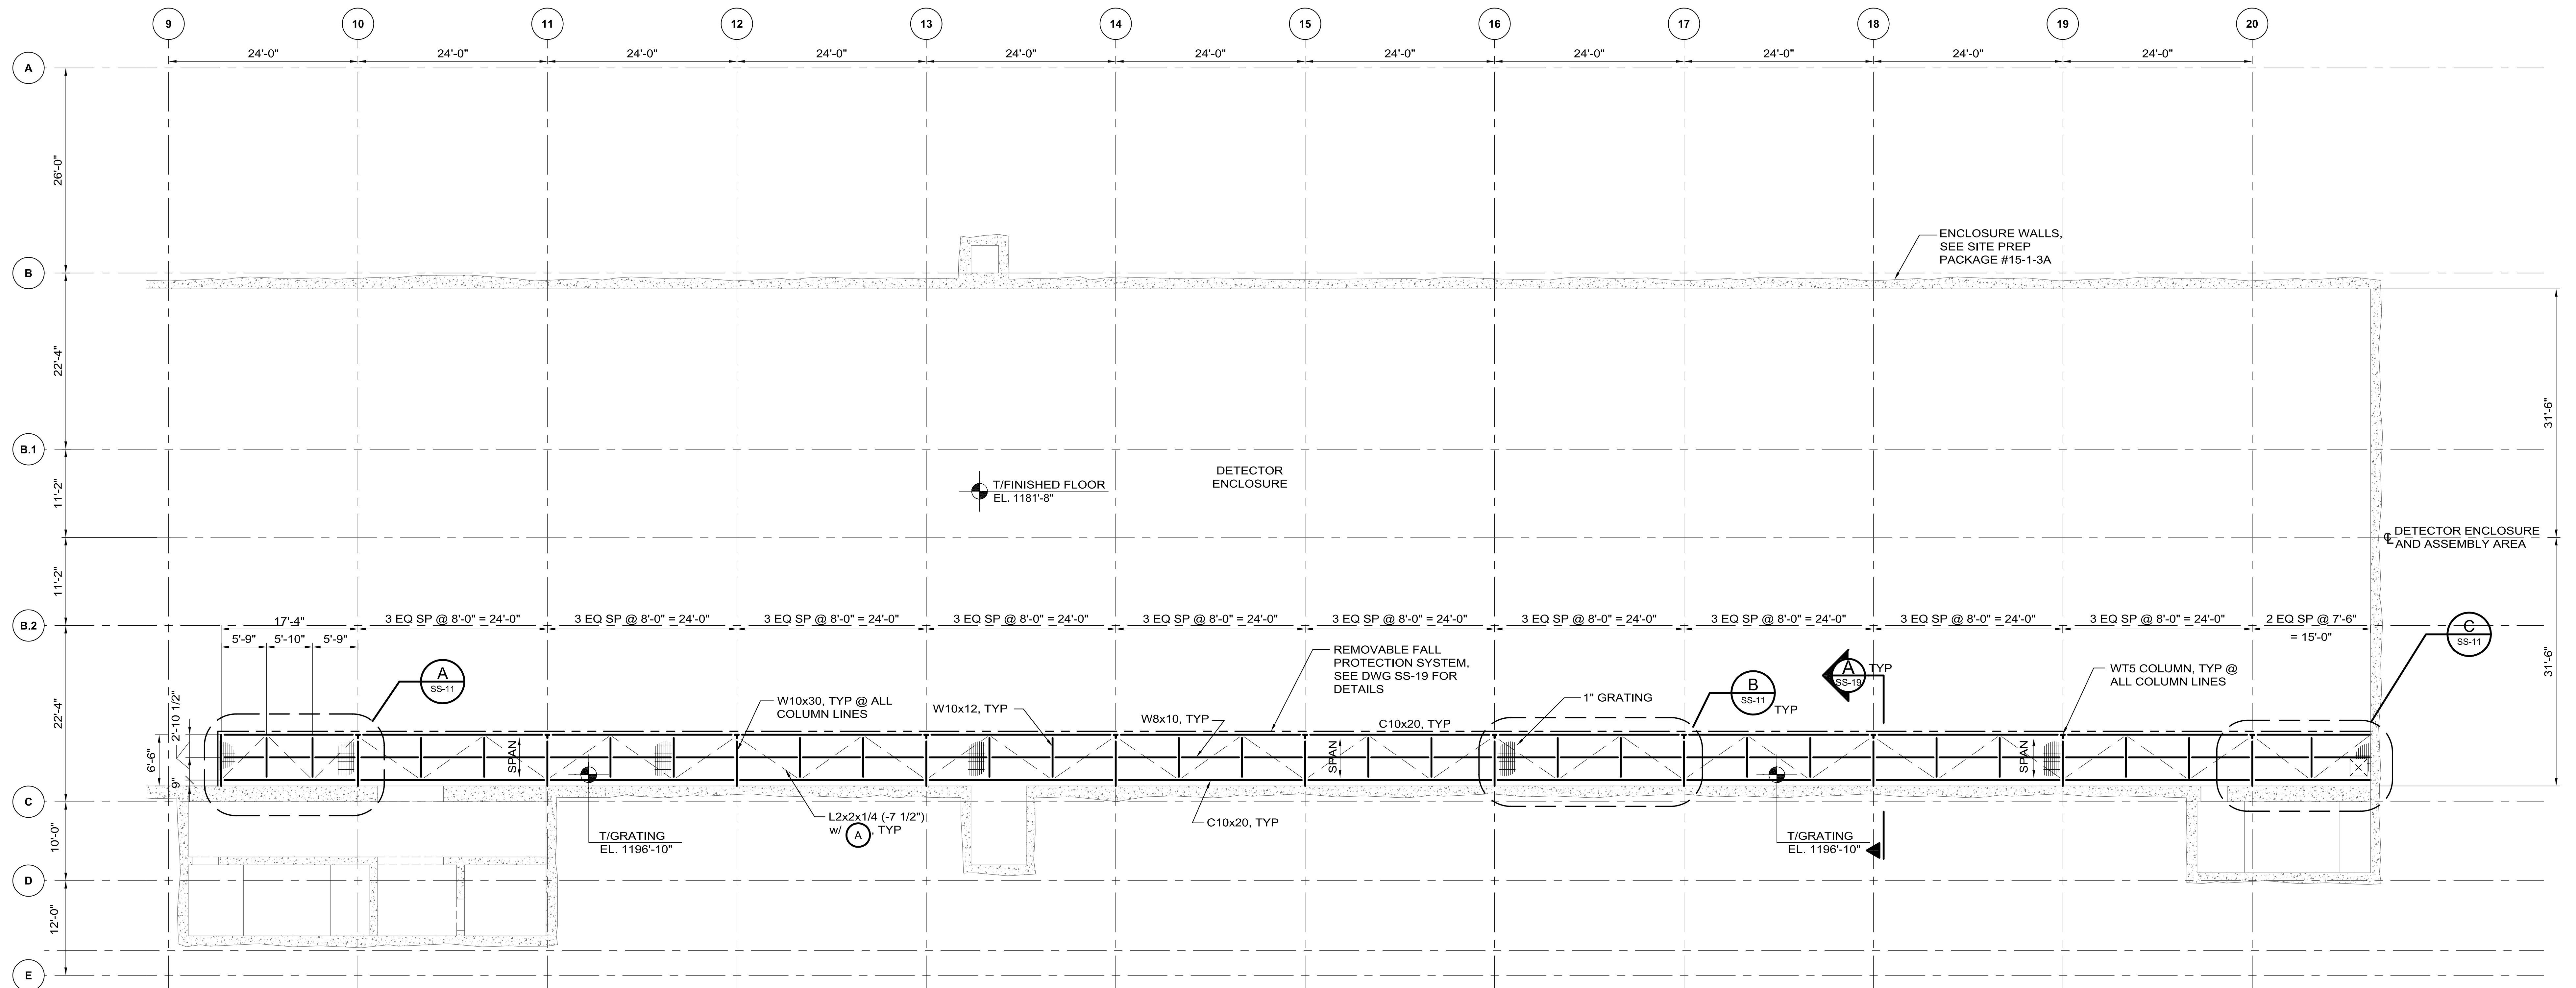 9 10 11 12 13 14 15 16 17 18 19 20
24'-0" 24'-0" 24'-0" 24'-0" 24'-0" 24'-0" 24'-0" 24'-0" 24'-0" 24'-0" 24'-0"
A
26'-0"
B
ENCLOSURE WALLS,
SEE SITE PREP
PACKAGE #15-1-3A
22'-4"
31'-6"
B.1
11'-2"
DETECTOR
ENCLOSURE
T/FINISHED FLOOR
EL. 1181'-8"
℄ DETECTOR ENCLOSURE
AND ASSEMBLY AREA
11'-2"
B.2
17'-4"
3 EQ SP @ 8'-0" = 24'-0"
3 EQ SP @ 8'-0" = 24'-0"
3 EQ SP @ 8'-0" = 24'-0"
3 EQ SP @ 8'-0" = 24'-0"
3 EQ SP @ 8'-0" = 24'-0"
3 EQ SP @ 8'-0" = 24'-0"
3 EQ SP @ 8'-0" = 24'-0"
3 EQ SP @ 8'-0" = 24'-0"
3 EQ SP @ 8'-0" = 24'-0"
3 EQ SP @ 8'-0" = 24'-0"
2 EQ SP @ 7'-6"
= 15'-0"
5'-9" 5'-10" 5'-9"
C
SS-11
31'-6"
22'-4"
A
SS-11
REMOVABLE FALL
PROTECTION SYSTEM,
SEE DWG SS-19 FOR
DETAILS
A TYP
SS-19
WT5 COLUMN, TYP @
ALL COLUMN LINES
B
SS-11
TYP
2'-10 1/2"
6'-6"
9"
W10x30, TYP @ ALL
COLUMN LINES
W10x12, TYP
W8x10, TYP
C10x20, TYP
1" GRATING
SPAN
SPAN
SPAN
C
L2x2x1/4 (-7 1/2")
w/ A, TYP
C10x20, TYP
T/GRATING
EL. 1196'-10"
T/GRATING
EL. 1196'-10"
10'-0"
D
12'-0"
E